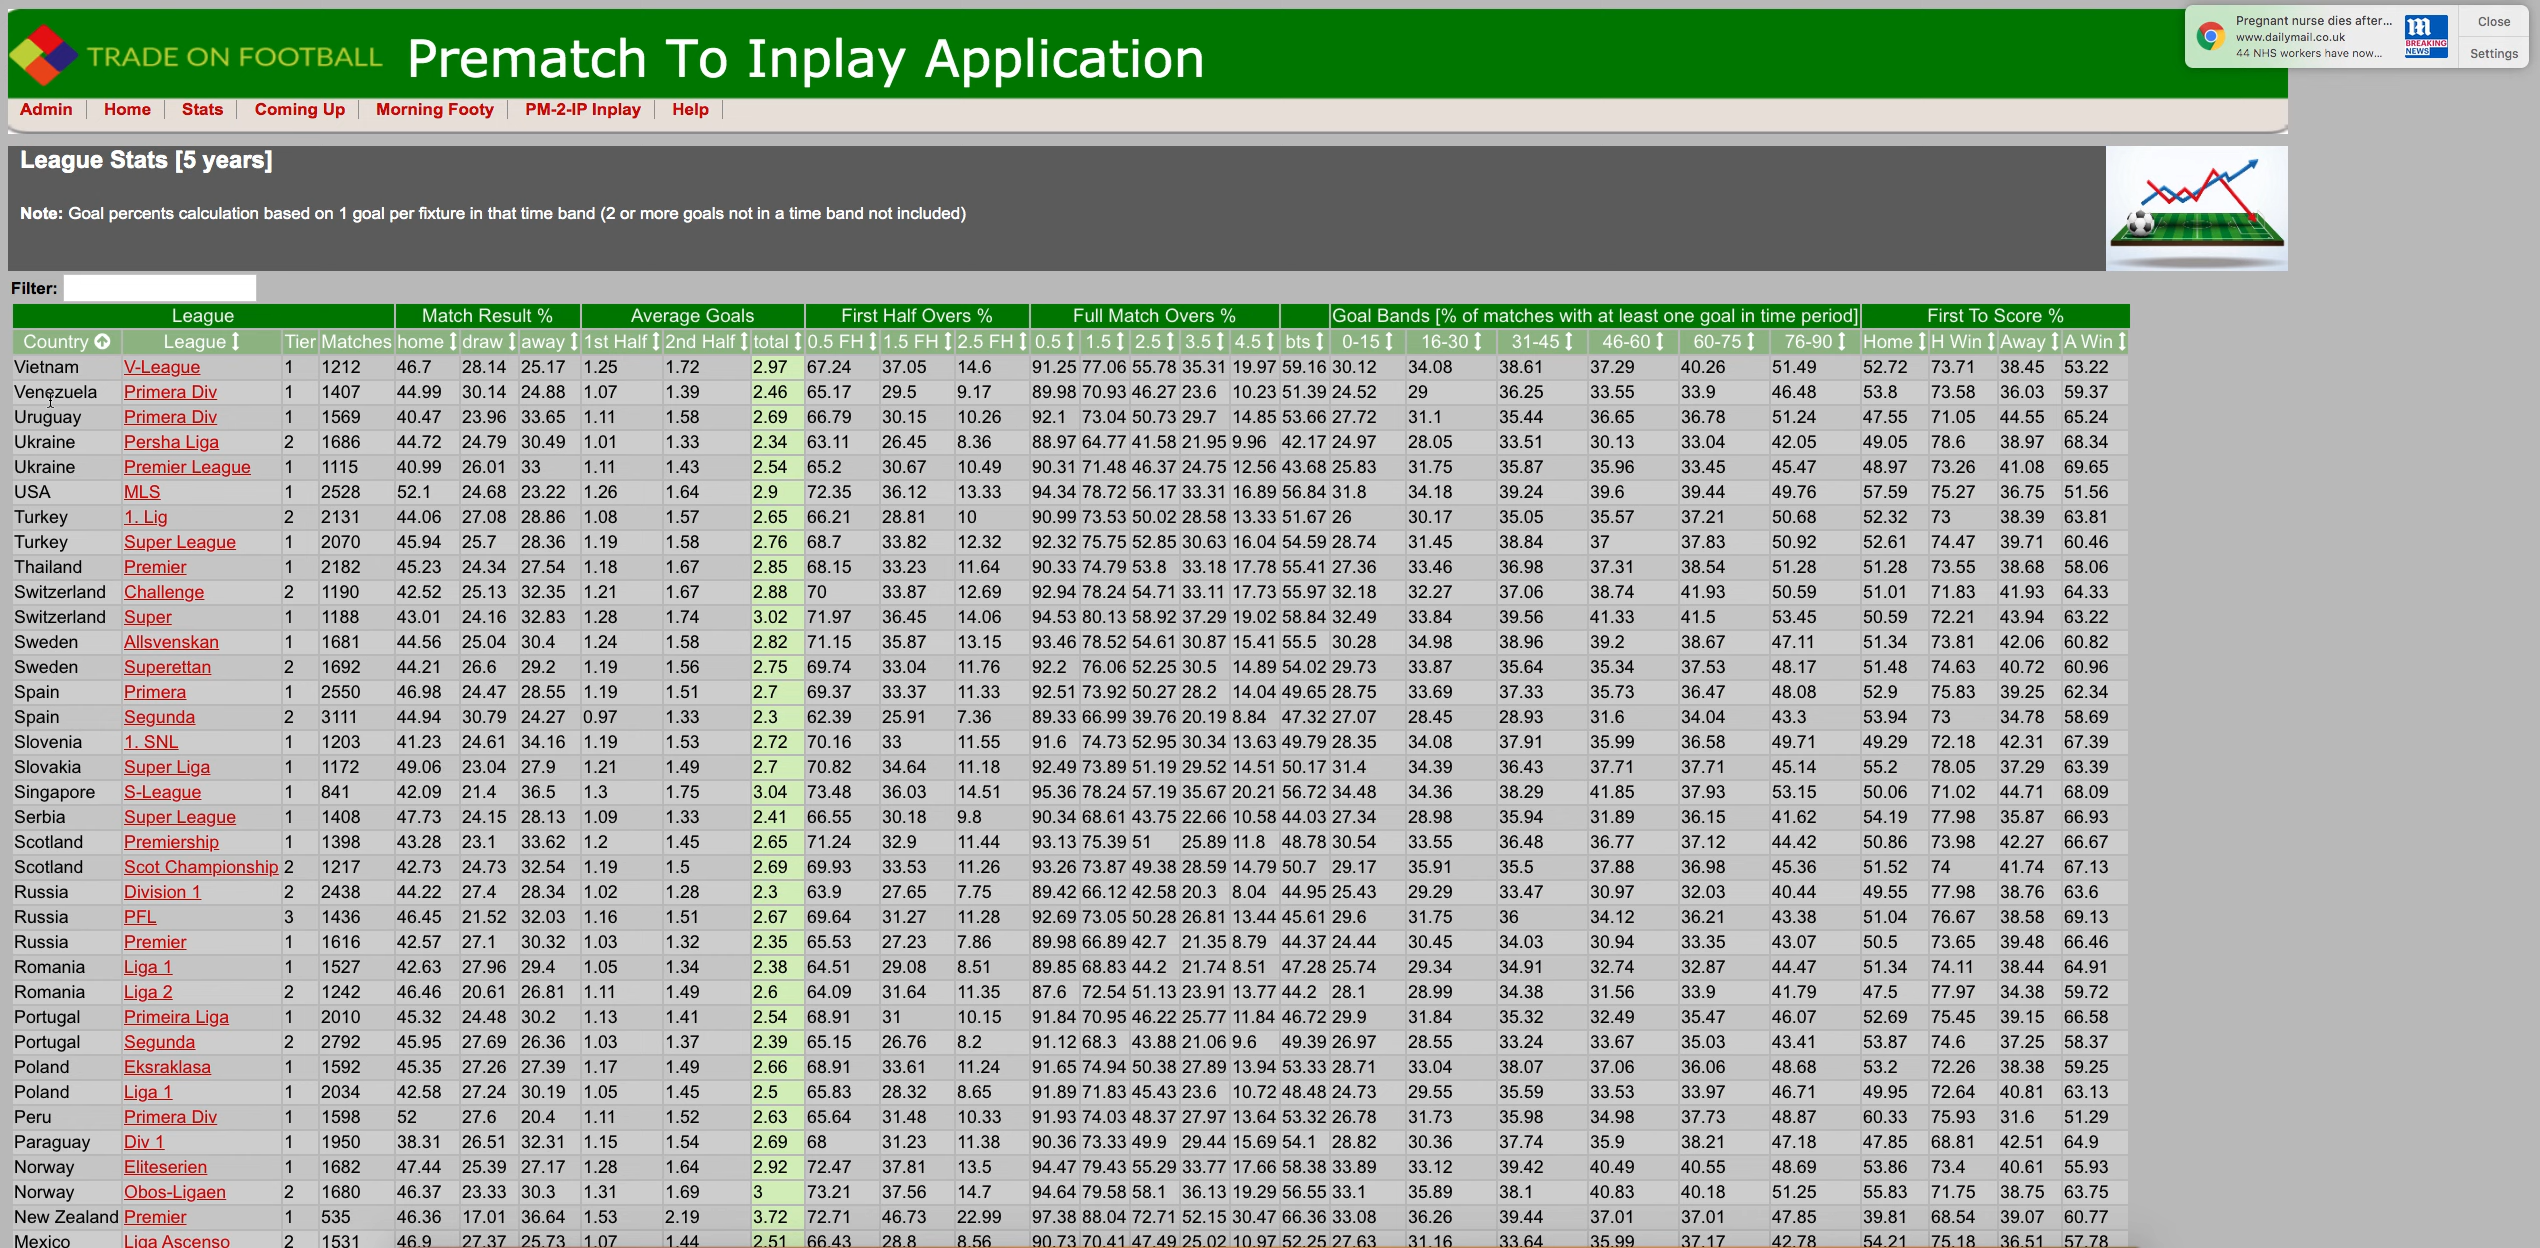 TRADE ON FOOTBALL Prematch To Inplay Application
Pregnant nurse dies after...
www.dailymail.co.uk
44 NHS workers have now...
m
BREAKING
NEWS
Close
Settings
Admin Home Stats Coming Up Morning Footy PM-2-IP Inplay Help
League Stats [5 years]
Note: Goal percents calculation based on 1 goal per fixture in that time band (2 or more goals not in a time band not included)
Filter:
League Match Result % Average Goals First Half Overs % Full Match Overs % Goal Bands [% of matches with at least one goal in time period] First To Score %
Country League Tier Matches home draw away 1st Half 2nd Half total 0.5 FH 1.5 FH 2.5 FH 0.5 1.5 2.5 3.5 4.5 bts 0-15 16-30 31-45 46-60 60-75 76-90 Home H Win Away A Win
Vietnam V-League 1 1212 46.7 28.14 25.17 1.25 1.72 2.97 67.24 37.05 14.6 91.25 77.06 55.78 35.31 19.97 59.16 30.12 34.08 38.61 37.29 40.26 51.49 52.72 73.71 38.45 53.22
Venezuela Primera Div 1 1407 44.99 30.14 24.88 1.07 1.39 2.46 65.17 29.5 9.17 89.98 70.93 46.27 23.6 10.23 51.39 24.52 29 36.25 33.55 33.9 46.48 53.8 73.58 36.03 59.37
Uruguay Primera Div 1 1569 40.47 23.96 33.65 1.11 1.58 2.69 66.79 30.15 10.26 92.1 73.04 50.73 29.7 14.85 53.66 27.72 31.1 35.44 36.65 36.78 51.24 47.55 71.05 44.55 65.24
Ukraine Persha Liga 2 1686 44.72 24.79 30.49 1.01 1.33 2.34 63.11 26.45 8.36 88.97 64.77 41.58 21.95 9.96 42.17 24.97 28.05 33.51 30.13 33.04 42.05 49.05 78.6 38.97 68.34
Ukraine Premier League 1 1115 40.99 26.01 33 1.11 1.43 2.54 65.2 30.67 10.49 90.31 71.48 46.37 24.75 12.56 43.68 25.83 31.75 35.87 35.96 33.45 45.47 48.97 73.26 41.08 69.65
USA MLS 1 2528 52.1 24.68 23.22 1.26 1.64 2.9 72.35 36.12 13.33 94.34 78.72 56.17 33.31 16.89 56.84 31.8 34.18 39.24 39.6 39.44 49.76 57.59 75.27 36.75 51.56
Turkey 1. Lig 2 2131 44.06 27.08 28.86 1.08 1.57 2.65 66.21 28.81 10 90.99 73.53 50.02 28.58 13.33 51.67 26 30.17 35.05 35.57 37.21 50.68 52.32 73 38.39 63.81
Turkey Super League 1 2070 45.94 25.7 28.36 1.19 1.58 2.76 68.7 33.82 12.32 92.32 75.75 52.85 30.63 16.04 54.59 28.74 31.45 38.84 37 37.83 50.92 52.61 74.47 39.71 60.46
Thailand Premier 1 2182 45.23 24.34 27.54 1.18 1.67 2.85 68.15 33.23 11.64 90.33 74.79 53.8 33.18 17.78 55.41 27.36 33.46 36.98 37.31 38.54 51.28 51.28 73.55 38.68 58.06
Switzerland Challenge 2 1190 42.52 25.13 32.35 1.21 1.67 2.88 70 33.87 12.69 92.94 78.24 54.71 33.11 17.73 55.97 32.18 32.27 37.06 38.74 41.93 50.59 51.01 71.83 41.93 64.33
Switzerland Super 1 1188 43.01 24.16 32.83 1.28 1.74 3.02 71.97 36.45 14.06 94.53 80.13 58.92 37.29 19.02 58.84 32.49 33.84 39.56 41.33 41.5 53.45 50.59 72.21 43.94 63.22
Sweden Allsvenskan 1 1681 44.56 25.04 30.4 1.24 1.58 2.82 71.15 35.87 13.15 93.46 78.52 54.61 30.87 15.41 55.5 30.28 34.98 38.96 39.2 38.67 47.11 51.34 73.81 42.06 60.82
Sweden Superettan 2 1692 44.21 26.6 29.2 1.19 1.56 2.75 69.74 33.04 11.76 92.2 76.06 52.25 30.5 14.89 54.02 29.73 33.87 35.64 35.34 37.53 48.17 51.48 74.63 40.72 60.96
Spain Primera 1 2550 46.98 24.47 28.55 1.19 1.51 2.7 69.37 33.37 11.33 92.51 73.92 50.27 28.2 14.04 49.65 28.75 33.69 37.33 35.73 36.47 48.08 52.9 75.83 39.25 62.34
Spain Segunda 2 3111 44.94 30.79 24.27 0.97 1.33 2.3 62.39 25.91 7.36 89.33 66.99 39.76 20.19 8.84 47.32 27.07 28.45 28.93 31.6 34.04 43.3 53.94 73 34.78 58.69
Slovenia 1. SNL 1 1203 41.23 24.61 34.16 1.19 1.53 2.72 70.16 33 11.55 91.6 74.73 52.95 30.34 13.63 49.79 28.35 34.08 37.91 35.99 36.58 49.71 49.29 72.18 42.31 67.39
Slovakia Super Liga 1 1172 49.06 23.04 27.9 1.21 1.49 2.7 70.82 34.64 11.18 92.49 73.89 51.19 29.52 14.51 50.17 31.4 34.39 36.43 37.71 37.71 45.14 55.2 78.05 37.29 63.39
Singapore S-League 1 841 42.09 21.4 36.5 1.3 1.75 3.04 73.48 36.03 14.51 95.36 78.24 57.19 35.67 20.21 56.72 34.48 34.36 38.29 41.85 37.93 53.15 50.06 71.02 44.71 68.09
Serbia Super League 1 1408 47.73 24.15 28.13 1.09 1.33 2.41 66.55 30.18 9.8 90.34 68.61 43.75 22.66 10.58 44.03 27.34 28.98 35.94 31.89 36.15 41.62 54.19 77.98 35.87 66.93
Scotland Premiership 1 1398 43.28 23.1 33.62 1.2 1.45 2.65 71.24 32.9 11.44 93.13 75.39 51 25.89 11.8 48.78 30.54 33.55 36.48 36.77 37.12 44.42 50.86 73.98 42.27 66.67
Scotland Scot Championship 2 1217 42.73 24.73 32.54 1.19 1.5 2.69 69.93 33.53 11.26 93.26 73.87 49.38 28.59 14.79 50.7 29.17 35.91 35.5 37.88 36.98 45.36 51.52 74 41.74 67.13
Russia Division 1 2 2438 44.22 27.4 28.34 1.02 1.28 2.3 63.9 27.65 7.75 89.42 66.12 42.58 20.3 8.04 44.95 25.43 29.29 33.47 30.97 32.03 40.44 49.55 77.98 38.76 63.6
Russia PFL 3 1436 46.45 21.52 32.03 1.16 1.51 2.67 69.64 31.27 11.28 92.69 73.05 50.28 26.81 13.44 45.61 29.6 31.75 36 34.12 36.21 43.38 51.04 76.67 38.58 69.13
Russia Premier 1 1616 42.57 27.1 30.32 1.03 1.32 2.35 65.53 27.23 7.86 89.98 66.89 42.7 21.35 8.79 44.37 24.44 30.45 34.03 30.94 33.35 43.07 50.5 73.65 39.48 66.46
Romania Liga 1 1 1527 42.63 27.96 29.4 1.05 1.34 2.38 64.51 29.08 8.51 89.85 68.83 44.2 21.74 8.51 47.28 25.74 29.34 34.91 32.74 32.87 44.47 51.34 74.11 38.44 64.91
Romania Liga 2 2 1242 46.46 20.61 26.81 1.11 1.49 2.6 64.09 31.64 11.35 87.6 72.54 51.13 23.91 13.77 44.2 28.1 28.99 34.38 31.56 33.9 41.79 47.5 77.97 34.38 59.72
Portugal Primeira Liga 1 2010 45.32 24.48 30.2 1.13 1.41 2.54 68.91 31 10.15 91.84 70.95 46.22 25.77 11.84 46.72 29.9 31.84 35.32 32.49 35.47 46.07 52.69 75.45 39.15 66.58
Portugal Segunda 2 2792 45.95 27.69 26.36 1.03 1.37 2.39 65.15 26.76 8.2 91.12 68.3 43.88 21.06 9.6 49.39 26.97 28.55 33.24 33.67 35.03 43.41 53.87 74.6 37.25 58.37
Poland Eksraklasa 1 1592 45.35 27.26 27.39 1.17 1.49 2.66 68.91 33.61 11.24 91.65 74.94 50.38 27.89 13.94 53.33 28.71 33.04 38.07 37.06 36.06 48.68 53.2 72.26 38.38 59.25
Poland Liga 1 1 2034 42.58 27.24 30.19 1.05 1.45 2.5 65.83 28.32 8.65 91.89 71.83 45.43 23.6 10.72 48.48 24.73 29.55 35.59 33.53 33.97 46.71 49.95 72.64 40.81 63.13
Peru Primera Div 1 1598 52 27.6 20.4 1.11 1.52 2.63 65.64 31.48 10.33 91.93 74.03 48.37 27.97 13.64 53.32 26.78 31.73 35.98 34.98 37.73 48.87 60.33 75.93 31.6 51.29
Paraguay Div 1 1 1950 38.31 26.51 32.31 1.15 1.54 2.69 68 31.23 11.38 90.36 73.33 49.9 29.44 15.69 54.1 28.82 30.36 37.74 35.9 38.21 47.18 47.85 68.81 42.51 64.9
Norway Eliteserien 1 1682 47.44 25.39 27.17 1.28 1.64 2.92 72.47 37.81 13.5 94.47 79.43 55.29 33.77 17.66 58.38 33.89 33.12 39.42 40.49 40.55 48.69 53.86 73.4 40.61 55.93
Norway Obos-Ligaen 2 1680 46.37 23.33 30.3 1.31 1.69 3 73.21 37.56 14.7 94.64 79.58 58.1 36.13 19.29 56.55 33.1 35.89 38.1 40.83 40.18 51.25 55.83 71.75 38.75 63.75
New Zealand Premier 1 535 46.36 17.01 36.64 1.53 2.19 3.72 72.71 46.73 22.99 97.38 88.04 72.71 52.15 30.47 66.36 33.08 36.26 39.44 37.01 37.01 47.85 39.81 68.54 39.07 60.77
Mexico Liga Ascenso 2 1531 46.9 27.37 25.73 1.07 1.44 2.51 66.43 28.8 8.56 90.73 70.41 47.49 25.02 10.97 52.25 27.63 31.16 33.64 35.99 37.17 42.78 54.21 75.18 36.51 57.78